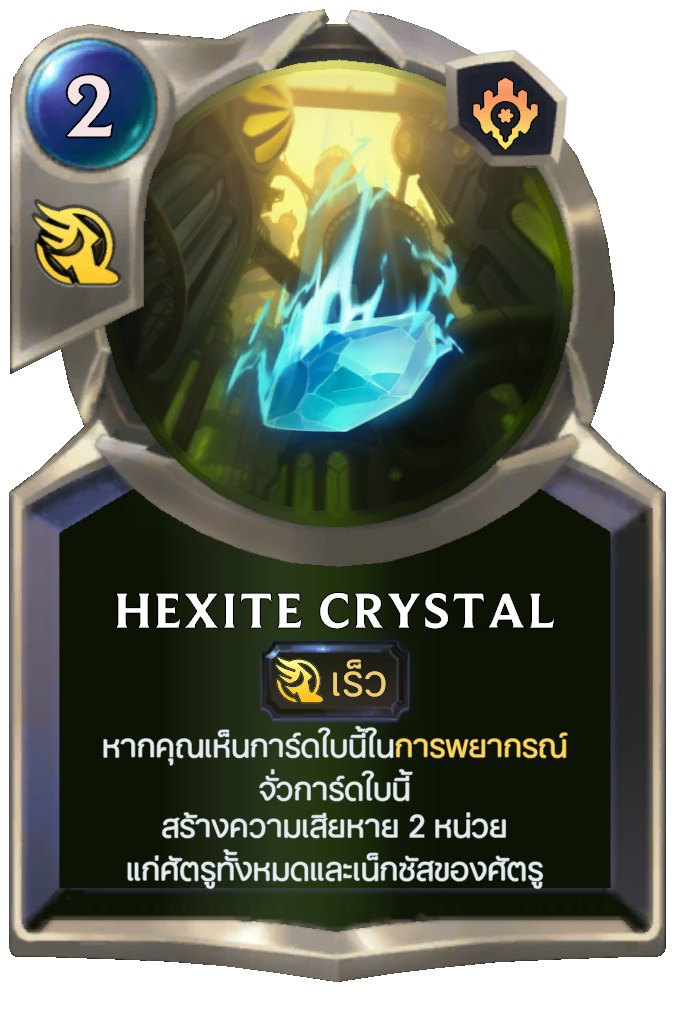 2
HEXITE CRYSTAL
เร็ว
หากคุณเห็นการ์ดใบนี้ในการพยากรณ์
จั่วการ์ดใบนี้
สร้างความเสียหาย 2 หน่วย
แก่ศัตรูทั้งหมดและเน็กซัสของศัตรู